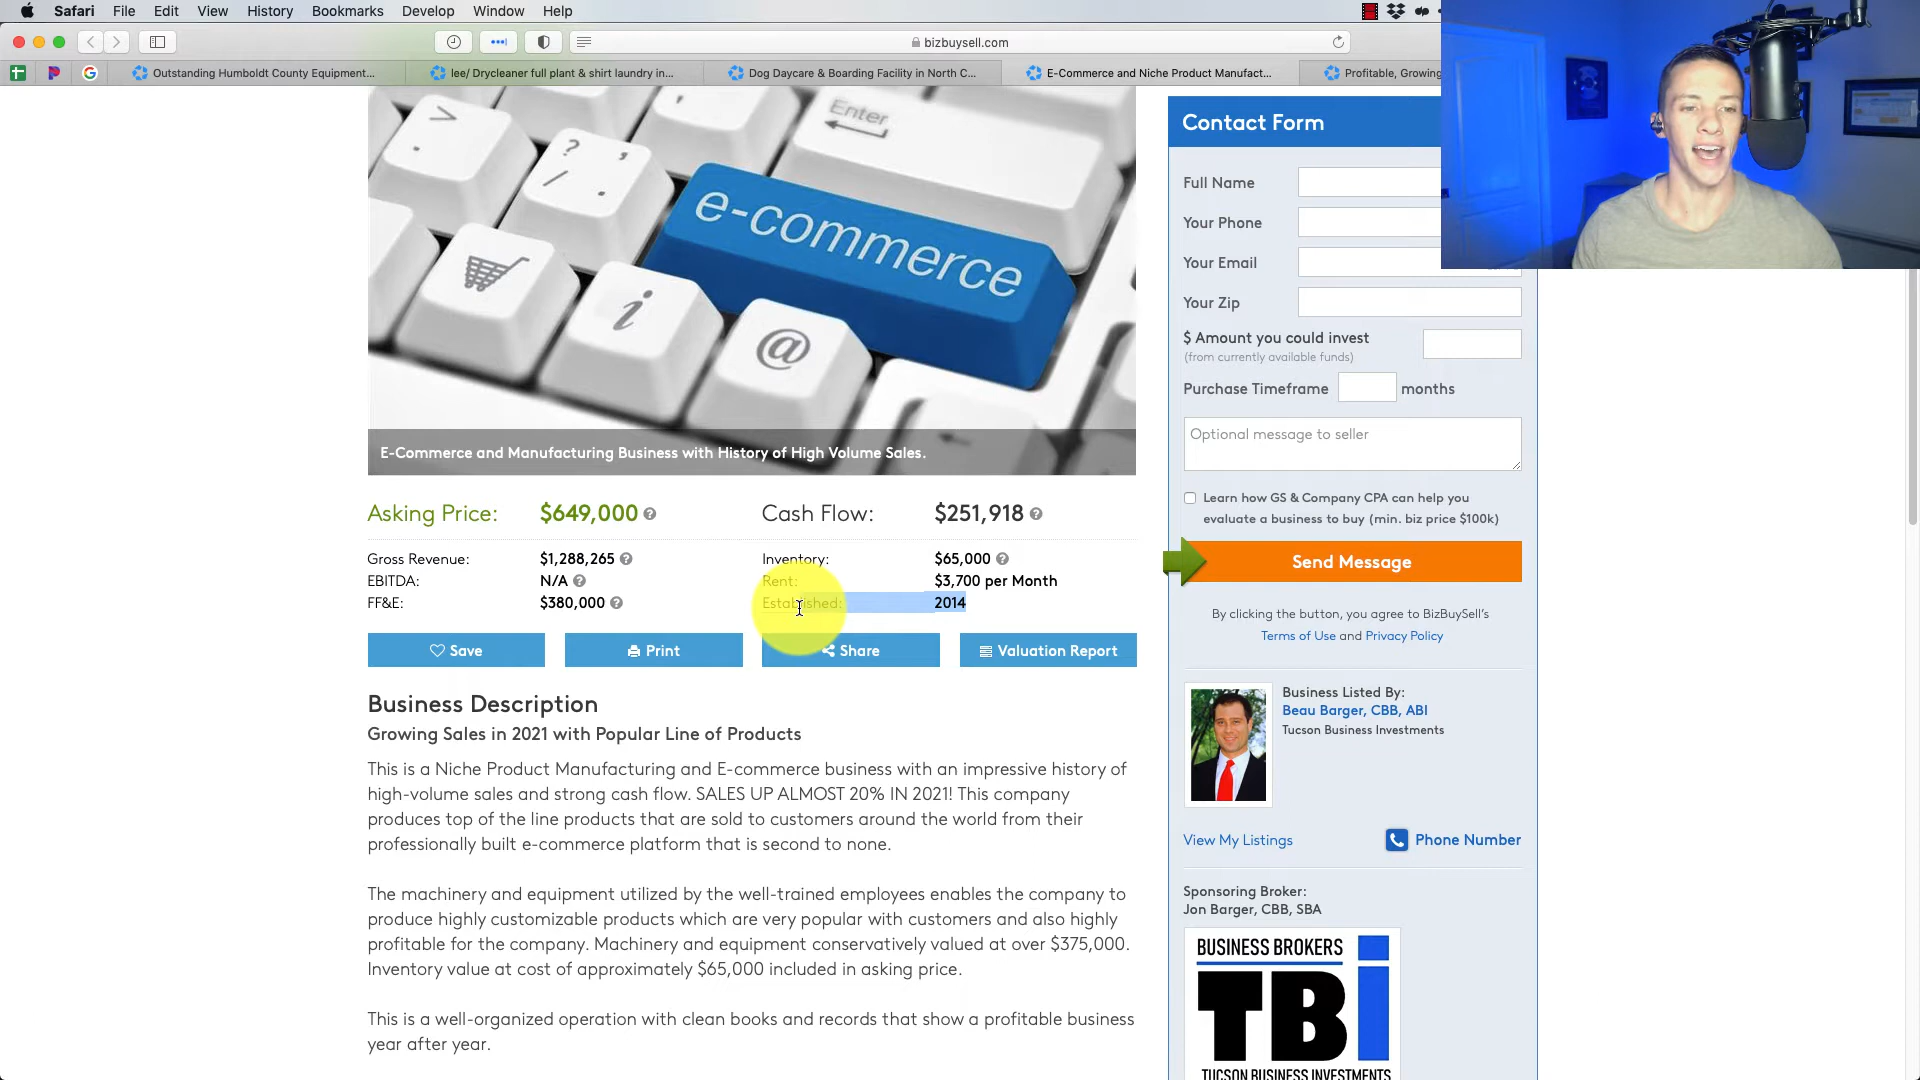 Safari File Edit View History Bookmarks Develop Window Help
bizbuysell.com
Outstanding Humboldt County Equipment...
lee/ Drycleaner full plant & shirt laundry in...
Dog Daycare & Boarding Facility in North C...
E-Commerce and Niche Product Manufact...
Profitable, Growing
Enter
e-commerce
i
@
E-Commerce and Manufacturing Business with History of High Volume Sales.
Asking Price: $649,000 Cash Flow: $251,918
Gross Revenue: $1,288,265 Inventory: $65,000
EBITDA: N/A Rent: $3,700 per Month
FF&E: $380,000 Established: 2014
Save Print Share Valuation Report
Business Description
Growing Sales in 2021 with Popular Line of Products
This is a Niche Product Manufacturing and E-commerce business with an impressive history of
high-volume sales and strong cash flow. SALES UP ALMOST 20% IN 2021! This company
produces top of the line products that are sold to customers around the world from their
professionally built e-commerce platform that is second to none.
The machinery and equipment utilized by the well-trained employees enables the company to
produce highly customizable products which are very popular with customers and also highly
profitable for the company. Machinery and equipment conservatively valued at over $375,000.
Inventory value at cost of approximately $65,000 included in asking price.
This is a well-organized operation with clean books and records that show a profitable business
year after year.
Contact Form
Full Name
Your Phone
Your Email
Your Zip
$ Amount you could invest
(from currently available funds)
Purchase Timeframe months
Optional message to seller
Learn how GS & Company CPA can help you
evaluate a business to buy (min. biz price $100k)
Send Message
By clicking the button, you agree to BizBuySell's
Terms of Use and Privacy Policy
Business Listed By:
Beau Barger, CBB, ABI
Tucson Business Investments
View My Listings Phone Number
Sponsoring Broker:
Jon Barger, CBB, SBA
BUSINESS BROKERS
TBi
TUCSON BUSINESS INVESTMENTS